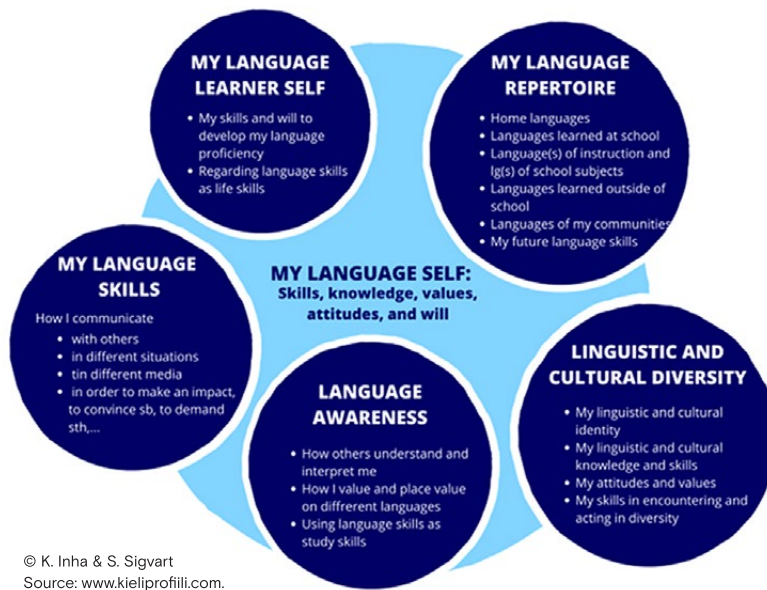 MY LANGUAGE
LEARNER SELF
• My skills and will to
develop my language
proficiency
• Regarding language skills
as life skills
MY LANGUAGE
REPERTOIRE
• Home languages
• Languages learned at school
• Language(s) of instruction and
lg(s) of school subjects
• Languages learned outside of
school
• Languages of my communities
• My future language skills
MY LANGUAGE SELF:
Skills, knowledge, values,
attitudes, and will
MY LANGUAGE
SKILLS
How I communicate
• with others
• in different situations
• tin different media
• in order to make an impact,
to convince sb, to demand
sth,...
LANGUAGE
AWARENESS
• How others understand and
interpret me
• How I value and place value
on different languages
• Using language skills as
study skills
LINGUISTIC AND
CULTURAL DIVERSITY
• My linguistic and cultural
identity
• My linguistic and cultural
knowledge and skills
• My attitudes and values
• My skills in encountering and
acting in diversity
© K. Inha & S. Sigvart
Source: www.kieliprofiili.com.